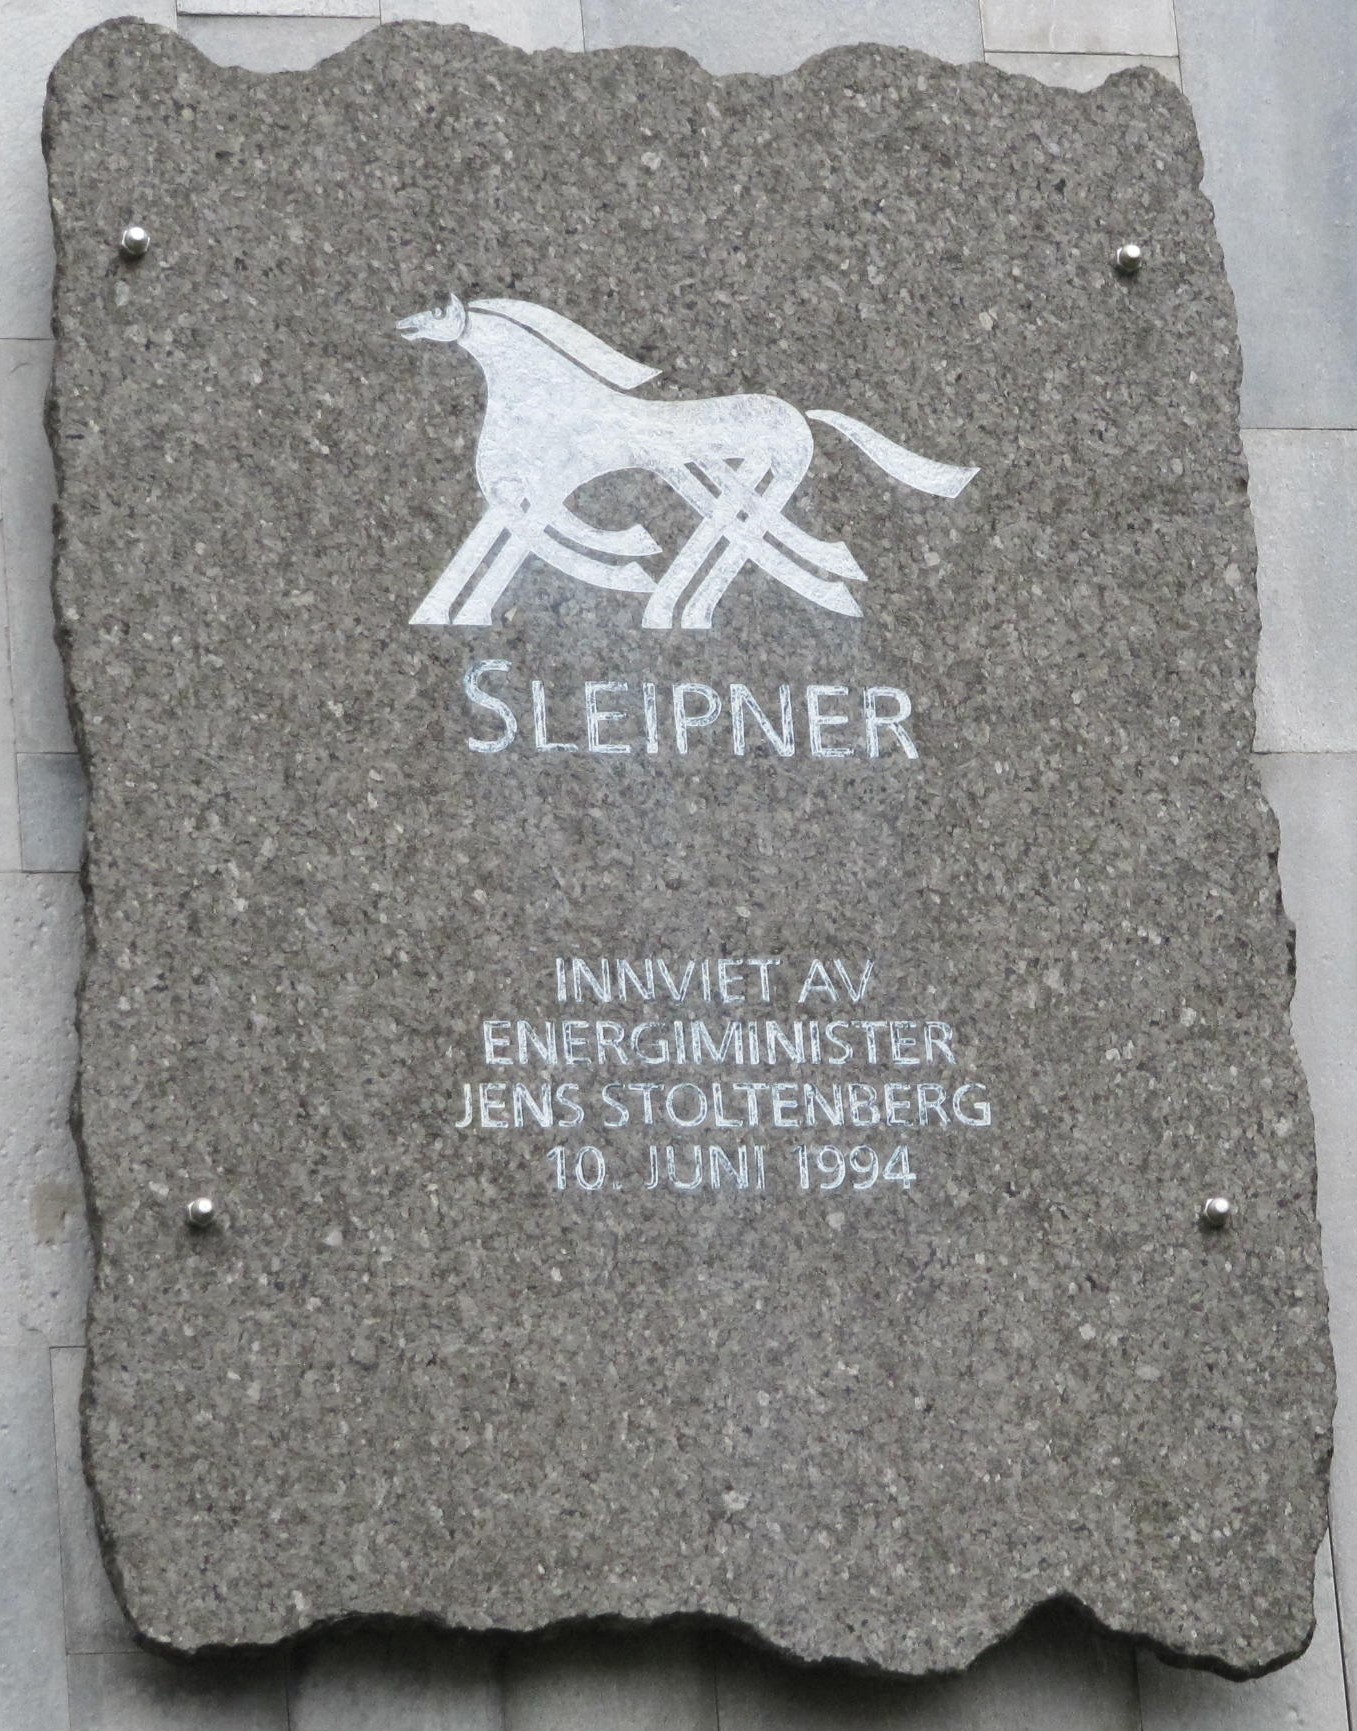 SLEIPNER
INNVIET AV
ENERGIMINISTER
JENS STOLTENBERG
10. JUNI 1994